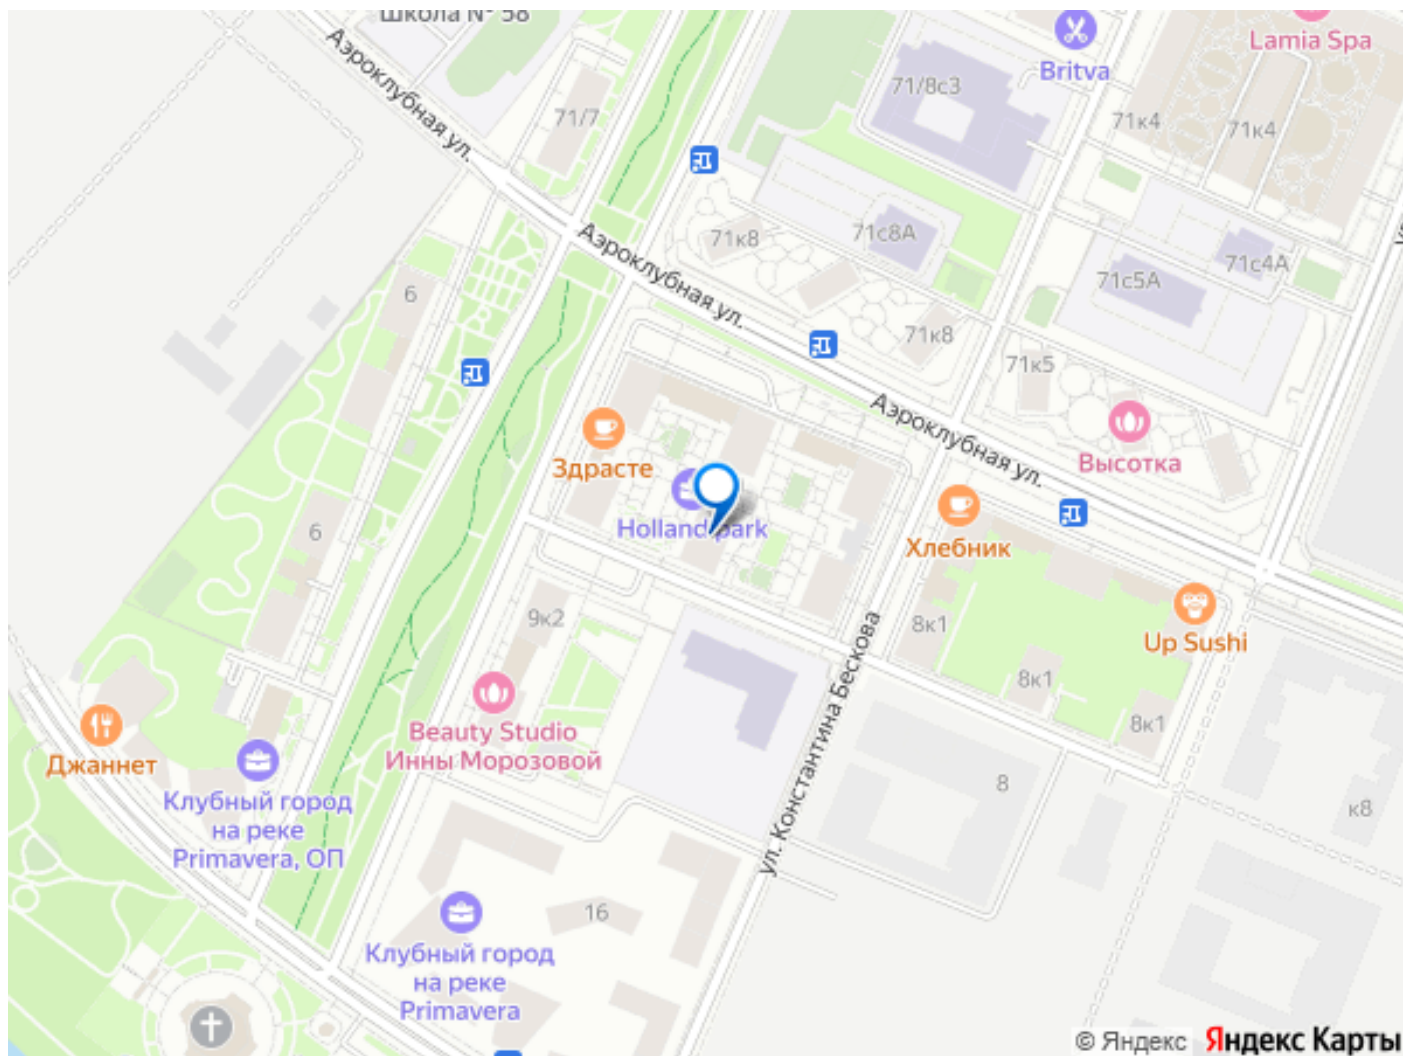 Школа № 58
Аэроклубная ул.
Lamia Spa
Britva
71/8с3
71/7
71к4
71к4
71к8
71с8А
Аэроклубная ул.
71с4А
71с5А
6
71к8
71к5
Аэроклубная ул.
Высотка
Здрасте
Holland park
Хлебник
6
9к2
8к1
Up Sushi
ул. Константина Бескова
8к1
8к1
Beauty Studio
Инны Морозовой
Джаннет
Клубный город
на реке
Primavera, ОП
8
к8
16
Клубный город
на реке
Primavera
© Яндекс Яндекс Карты